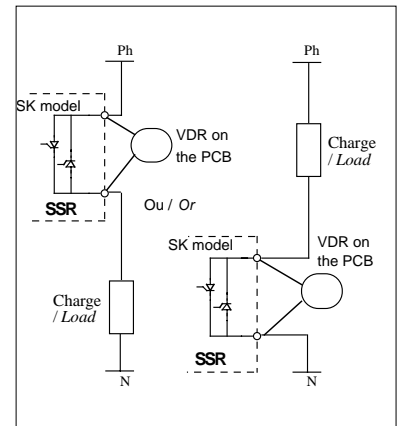 Ph
SK model
VDR on
the PCB
SSR
Ou / Or
Charge
/ Load
N
Ph
Charge
/ Load
SK model
VDR on
the PCB
SSR
N